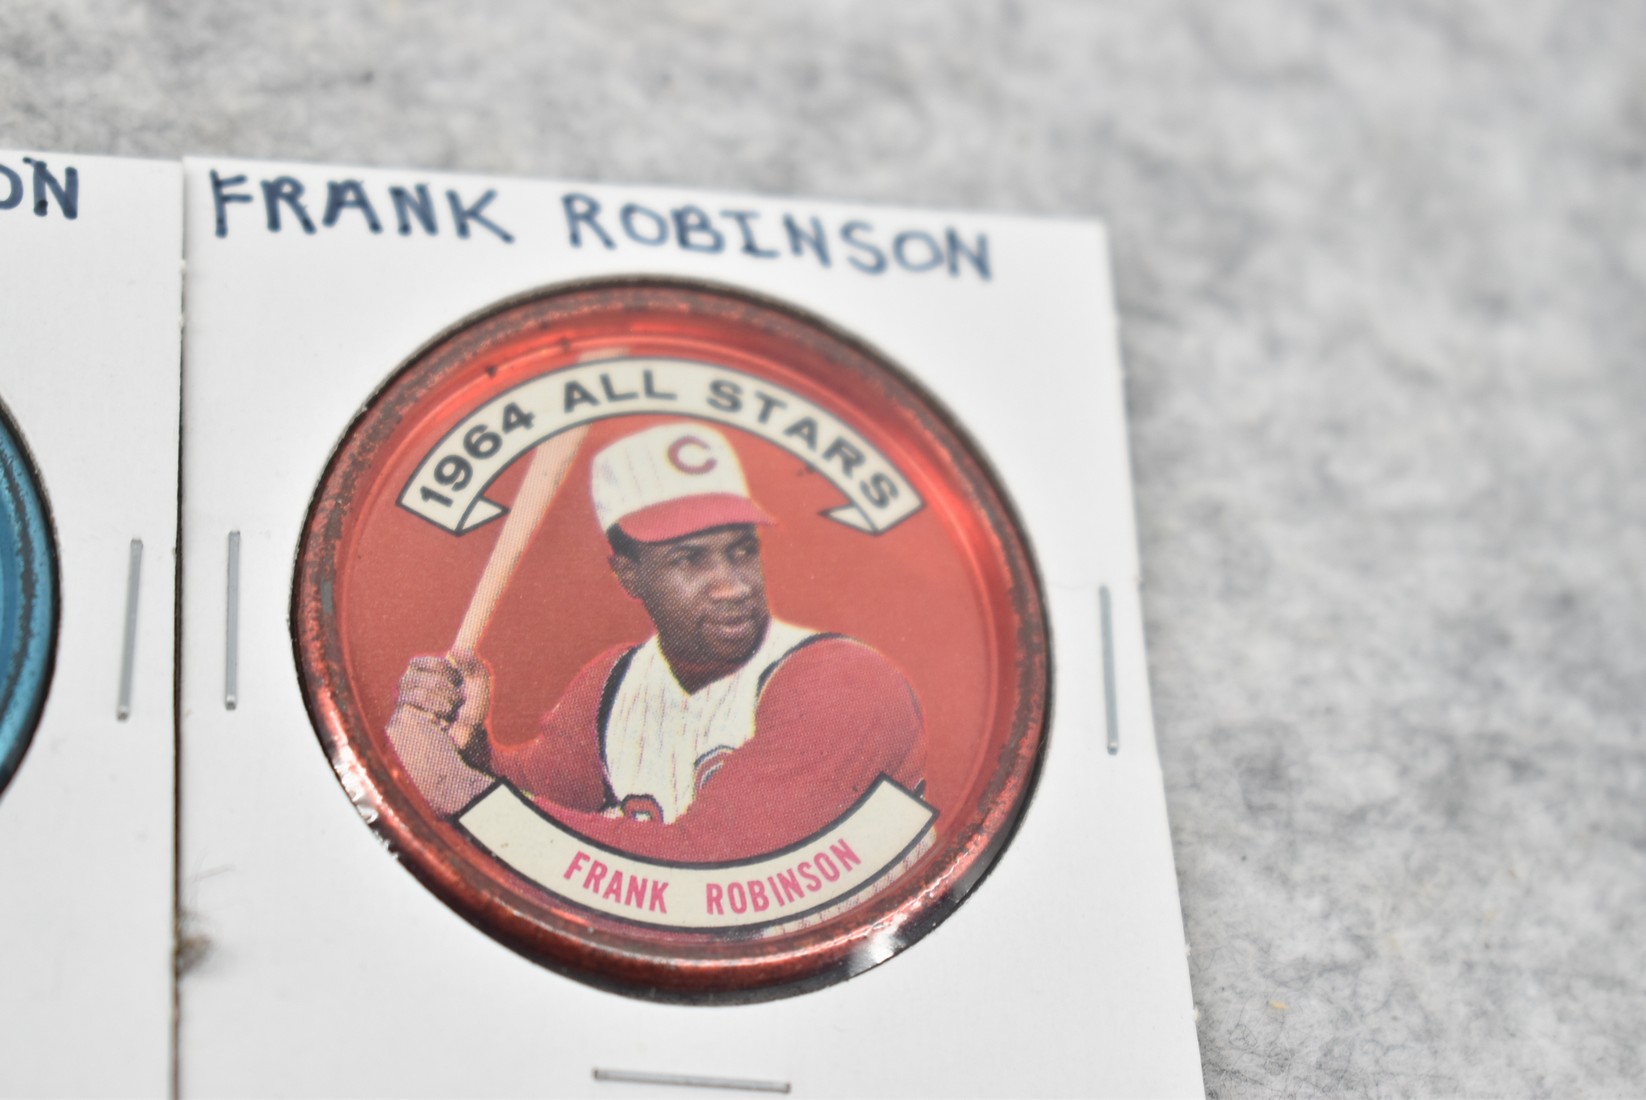 ON
FRANK ROBINSON
1964 ALL STARS
C
FRANK ROBINSON